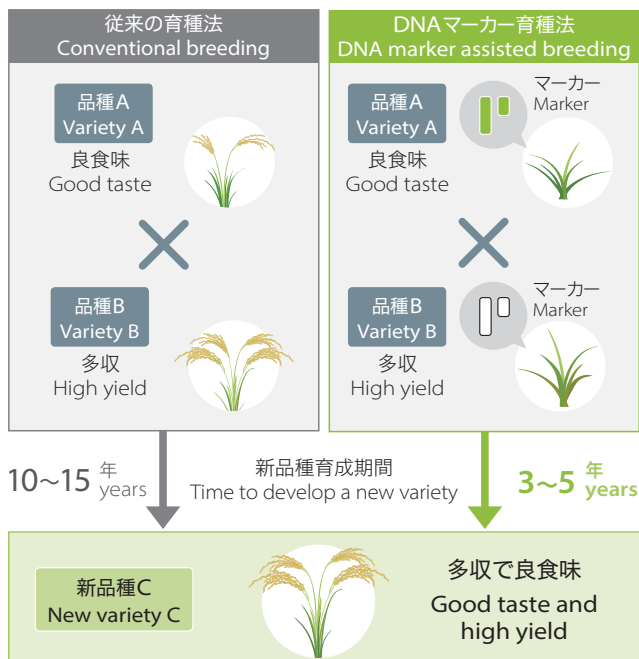 従来の育種法
Conventional breeding
品種A
Variety A
良食味
Good taste
品種B
Variety B
多収
High yield
DNAマーカー育種法
DNA marker assisted breeding
品種A
Variety A
マーカー
Marker
良食味
Good taste
品種B
Variety B
マーカー
Marker
多収
High yield
10〜15 年
years
新品種育成期間
Time to develop a new variety
3〜5 年
years
新品種C
New variety C
多収で良食味
Good taste and
high yield